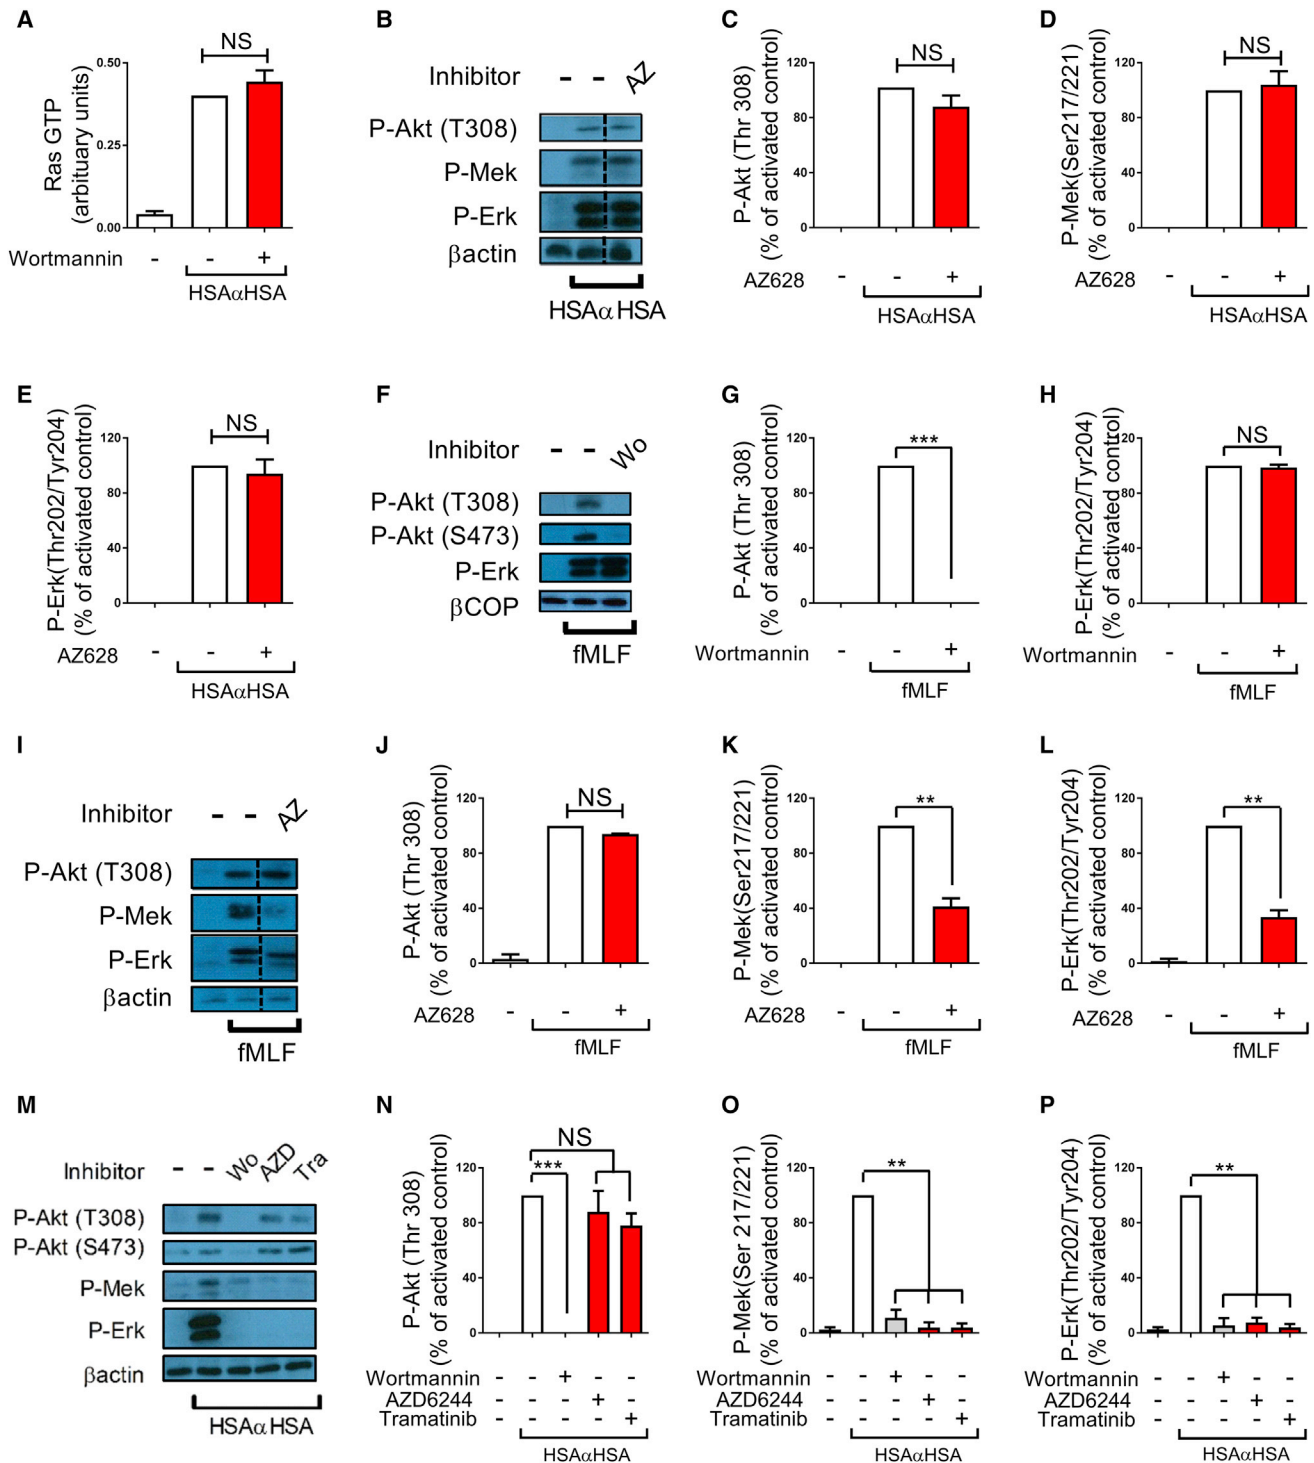 A
NS
Ras GTP
(arbituary units)
0.50
0.25
0.00
Wortmannin - - +
HSAαHSA
B
Inhibitor - - AZ
P-Akt (T308)
P-Mek
P-Erk
βactin
HSAα HSA
C
NS
P-Akt (Thr 308)
(% of activated control)
120
80
40
0
AZ628 - - +
HSAαHSA
D
NS
P-Mek(Ser217/221)
(% of activated control)
120
80
40
0
AZ628 - - +
HSAαHSA
E
NS
P-Erk(Thr202/Tyr204)
(% of activated control)
120
80
40
0
AZ628 - - +
HSAαHSA
F
Inhibitor - - Wo
P-Akt (T308)
P-Akt (S473)
P-Erk
βCOP
fMLF
G
***
P-Akt (Thr 308)
(% of activated control)
120
80
40
0
Wortmannin - - +
fMLF
H
NS
P-Erk(Thr202/Tyr204)
(% of activated control)
120
80
40
0
Wortmannin - - +
fMLF
I
Inhibitor - - AZ
P-Akt (T308)
P-Mek
P-Erk
βactin
fMLF
J
NS
P-Akt (Thr 308)
(% of activated control)
120
80
40
0
AZ628 - - +
fMLF
K
**
P-Mek(Ser217/221)
(% of activated control)
120
80
40
0
AZ628 - - +
fMLF
L
**
P-Erk(Thr202/Tyr204)
(% of activated control)
120
80
40
0
AZ628 - - +
fMLF
M
Inhibitor - - Wo AZD Tra
P-Akt (T308)
P-Akt (S473)
P-Mek
P-Erk
βactin
HSAα HSA
N
NS
***
P-Akt (Thr 308)
(% of activated control)
120
80
40
0
Wortmannin - - + - -
AZD6244 - - - + -
Tramatinib - - - - +
HSAαHSA
O
**
P-Mek(Ser 217/221)
(% of activated control)
120
80
40
0
Wortmannin - - + - -
AZD6244 - - - + -
Tramatinib - - - - +
HSAαHSA
P
**
P-Erk(Thr202/Tyr204)
(% of activated control)
120
80
40
0
Wortmannin - - + - -
AZD6244 - - - + -
Tramatinib - - - - +
HSAαHSA